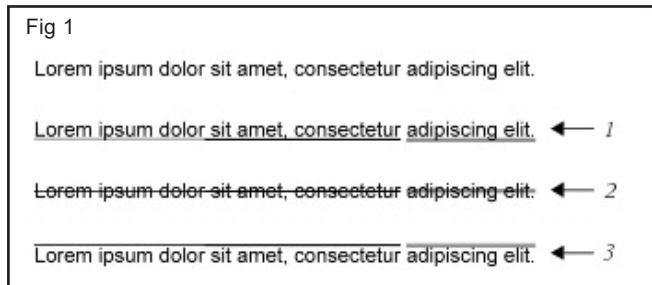 Fig 1
Lorem ipsum dolor sit amet, consectetur adipiscing elit.
Lorem ipsum dolor sit amet, consectetur adipiscing elit. 1
Lorem ipsum dolor sit amet, consectetur adipiscing elit. 2
Lorem ipsum dolor sit amet, consectetur adipiscing elit. 3